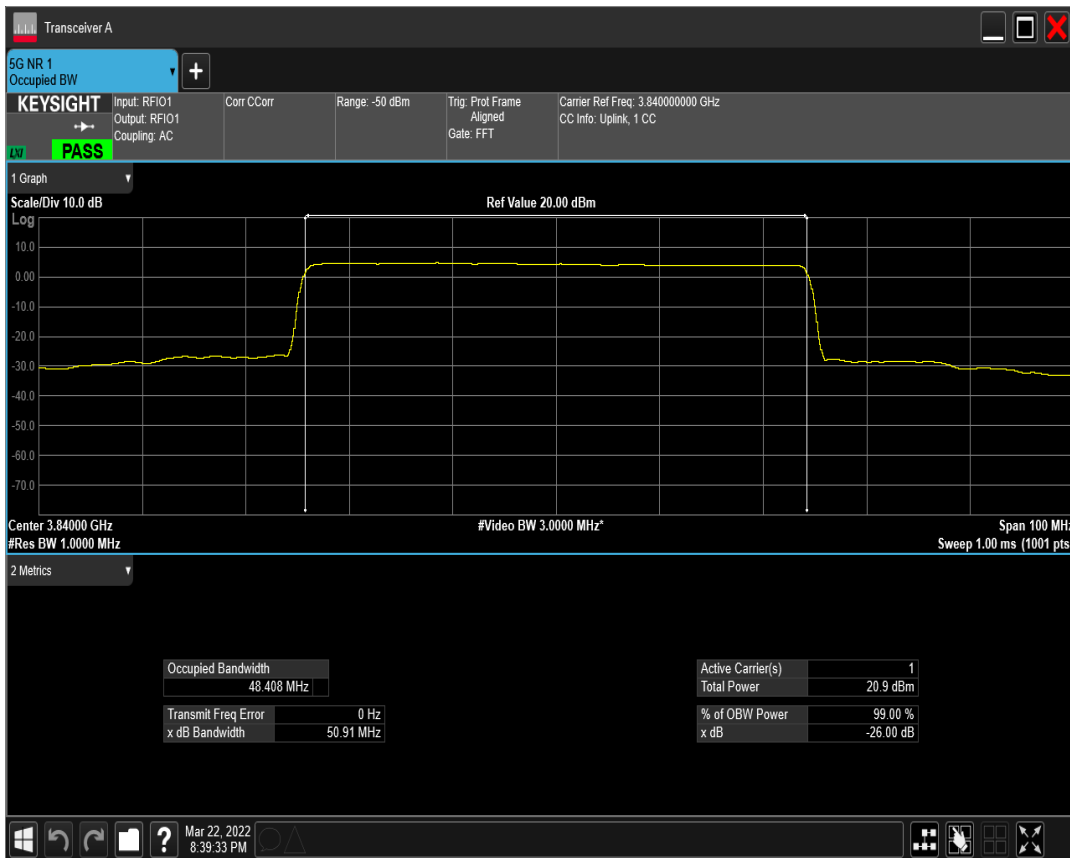 Transceiver A
5G NR 1
Occupied BW
KEYSIGHT
Input: RFIO1
Output: RFIO1
Coupling: AC
Corr CCorr
Range: -50 dBm
Trig: Prot Frame
Aligned
Gate: FFT
Carrier Ref Freq: 3.840000000 GHz
CC Info: Uplink, 1 CC
LXI
PASS
1 Graph
Scale/Div 10.0 dB
Ref Value 20.00 dBm
Log
10.0
0.00
-10.0
-20.0
-30.0
-40.0
-50.0
-60.0
-70.0
Center 3.84000 GHz
#Video BW 3.0000 MHz*
Span 100 MHz
#Res BW 1.0000 MHz
Sweep 1.00 ms (1001 pts
2 Metrics
Occupied Bandwidth
48.408 MHz
Transmit Freq Error 0 Hz
x dB Bandwidth 50.91 MHz
Active Carrier(s) 1
Total Power 20.9 dBm
% of OBW Power 99.00 %
x dB -26.00 dB
?
Mar 22, 2022
8:39:33 PM